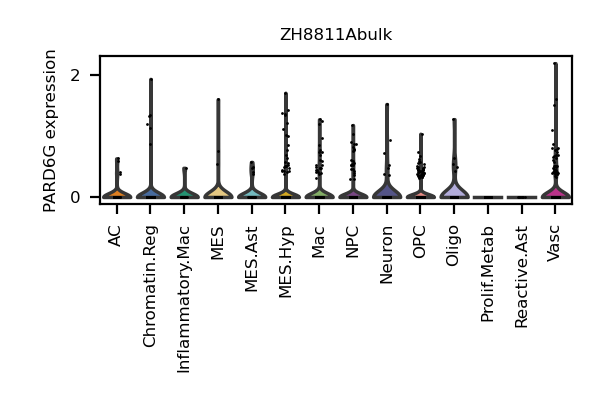 ZH8811Abulk
PARD6G expression
2
0
AC
Chromatin.Reg
Inflammatory.Mac
MES
MES.Ast
MES.Hyp
Mac
NPC
Neuron
OPC
Oligo
Prolif.Metab
Reactive.Ast
Vasc